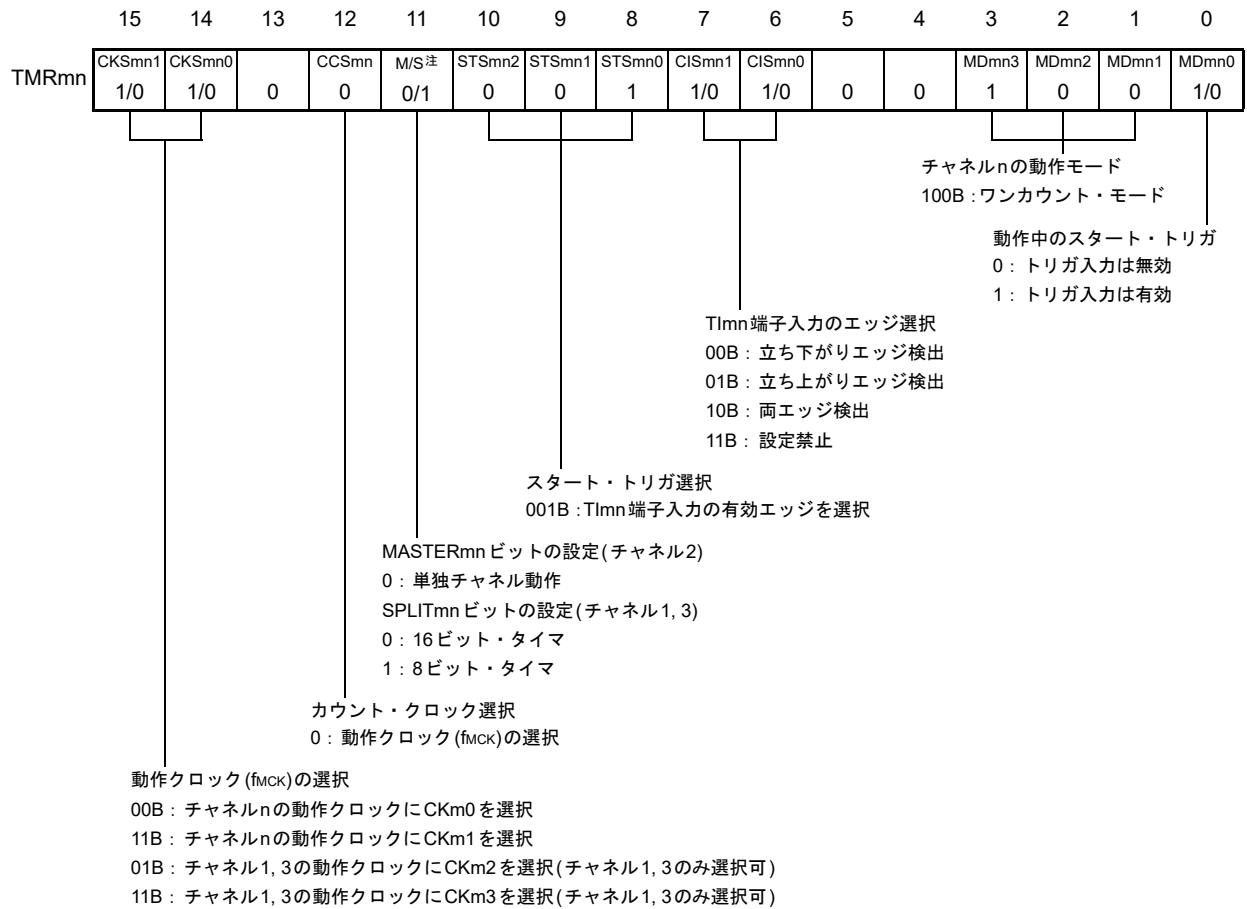 15 14 13 12 11 10 9 8 7 6 5 4 3 2 1 0
TMRmn
CKSmn1 CKSmn0 CCSmn M/S注 STSmn2 STSmn1 STSmn0 CISmn1 CISmn0 MDmn3 MDmn2 MDmn1 MDmn0
1/0 1/0 0 0 0/1 0 0 1 1/0 1/0 0 0 1 0 0 1/0
チャネルnの動作モード
100B:ワンカウント・モード
動作中のスタート・トリガ
0:トリガ入力は無効
1:トリガ入力は有効
TImn端子入力のエッジ選択
00B:立ち下がりエッジ検出
01B:立ち上がりエッジ検出
10B:両エッジ検出
11B:設定禁止
スタート・トリガ選択
001B:TImn端子入力の有効エッジを選択
MASTERmnビットの設定(チャネル2)
0:単独チャネル動作
SPLITmnビットの設定(チャネル1, 3)
0:16ビット・タイマ
1:8ビット・タイマ
カウント・クロック選択
0:動作クロック(fMCK)の選択
動作クロック(fMCK)の選択
00B:チャネルnの動作クロックにCKm0を選択
11B:チャネルnの動作クロックにCKm1を選択
01B:チャネル1, 3の動作クロックにCKm2を選択(チャネル1, 3のみ選択可)
11B:チャネル1, 3の動作クロックにCKm3を選択(チャネル1, 3のみ選択可)